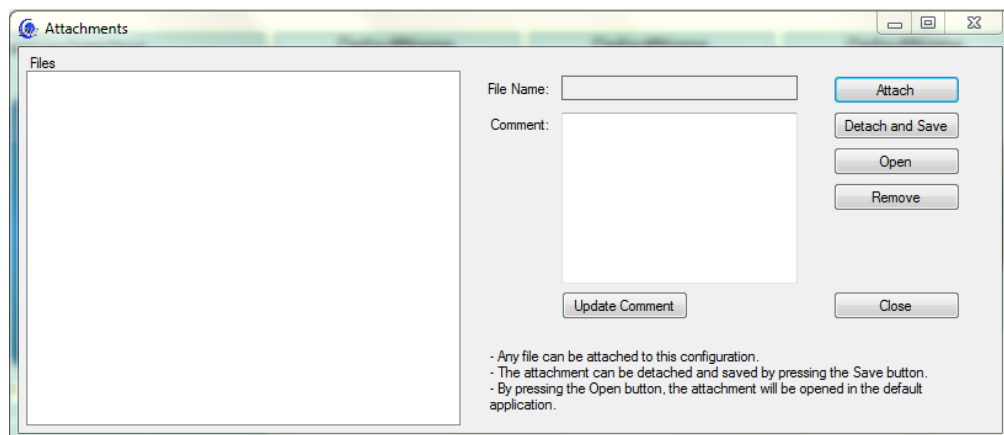 Attachments
Files
File Name:
Attach
Comment:
Detach and Save
Open
Remove
Update Comment
Close
- Any file can be attached to this configuration.
- The attachment can be detached and saved by pressing the Save button.
- By pressing the Open button, the attachment will be opened in the default
application.